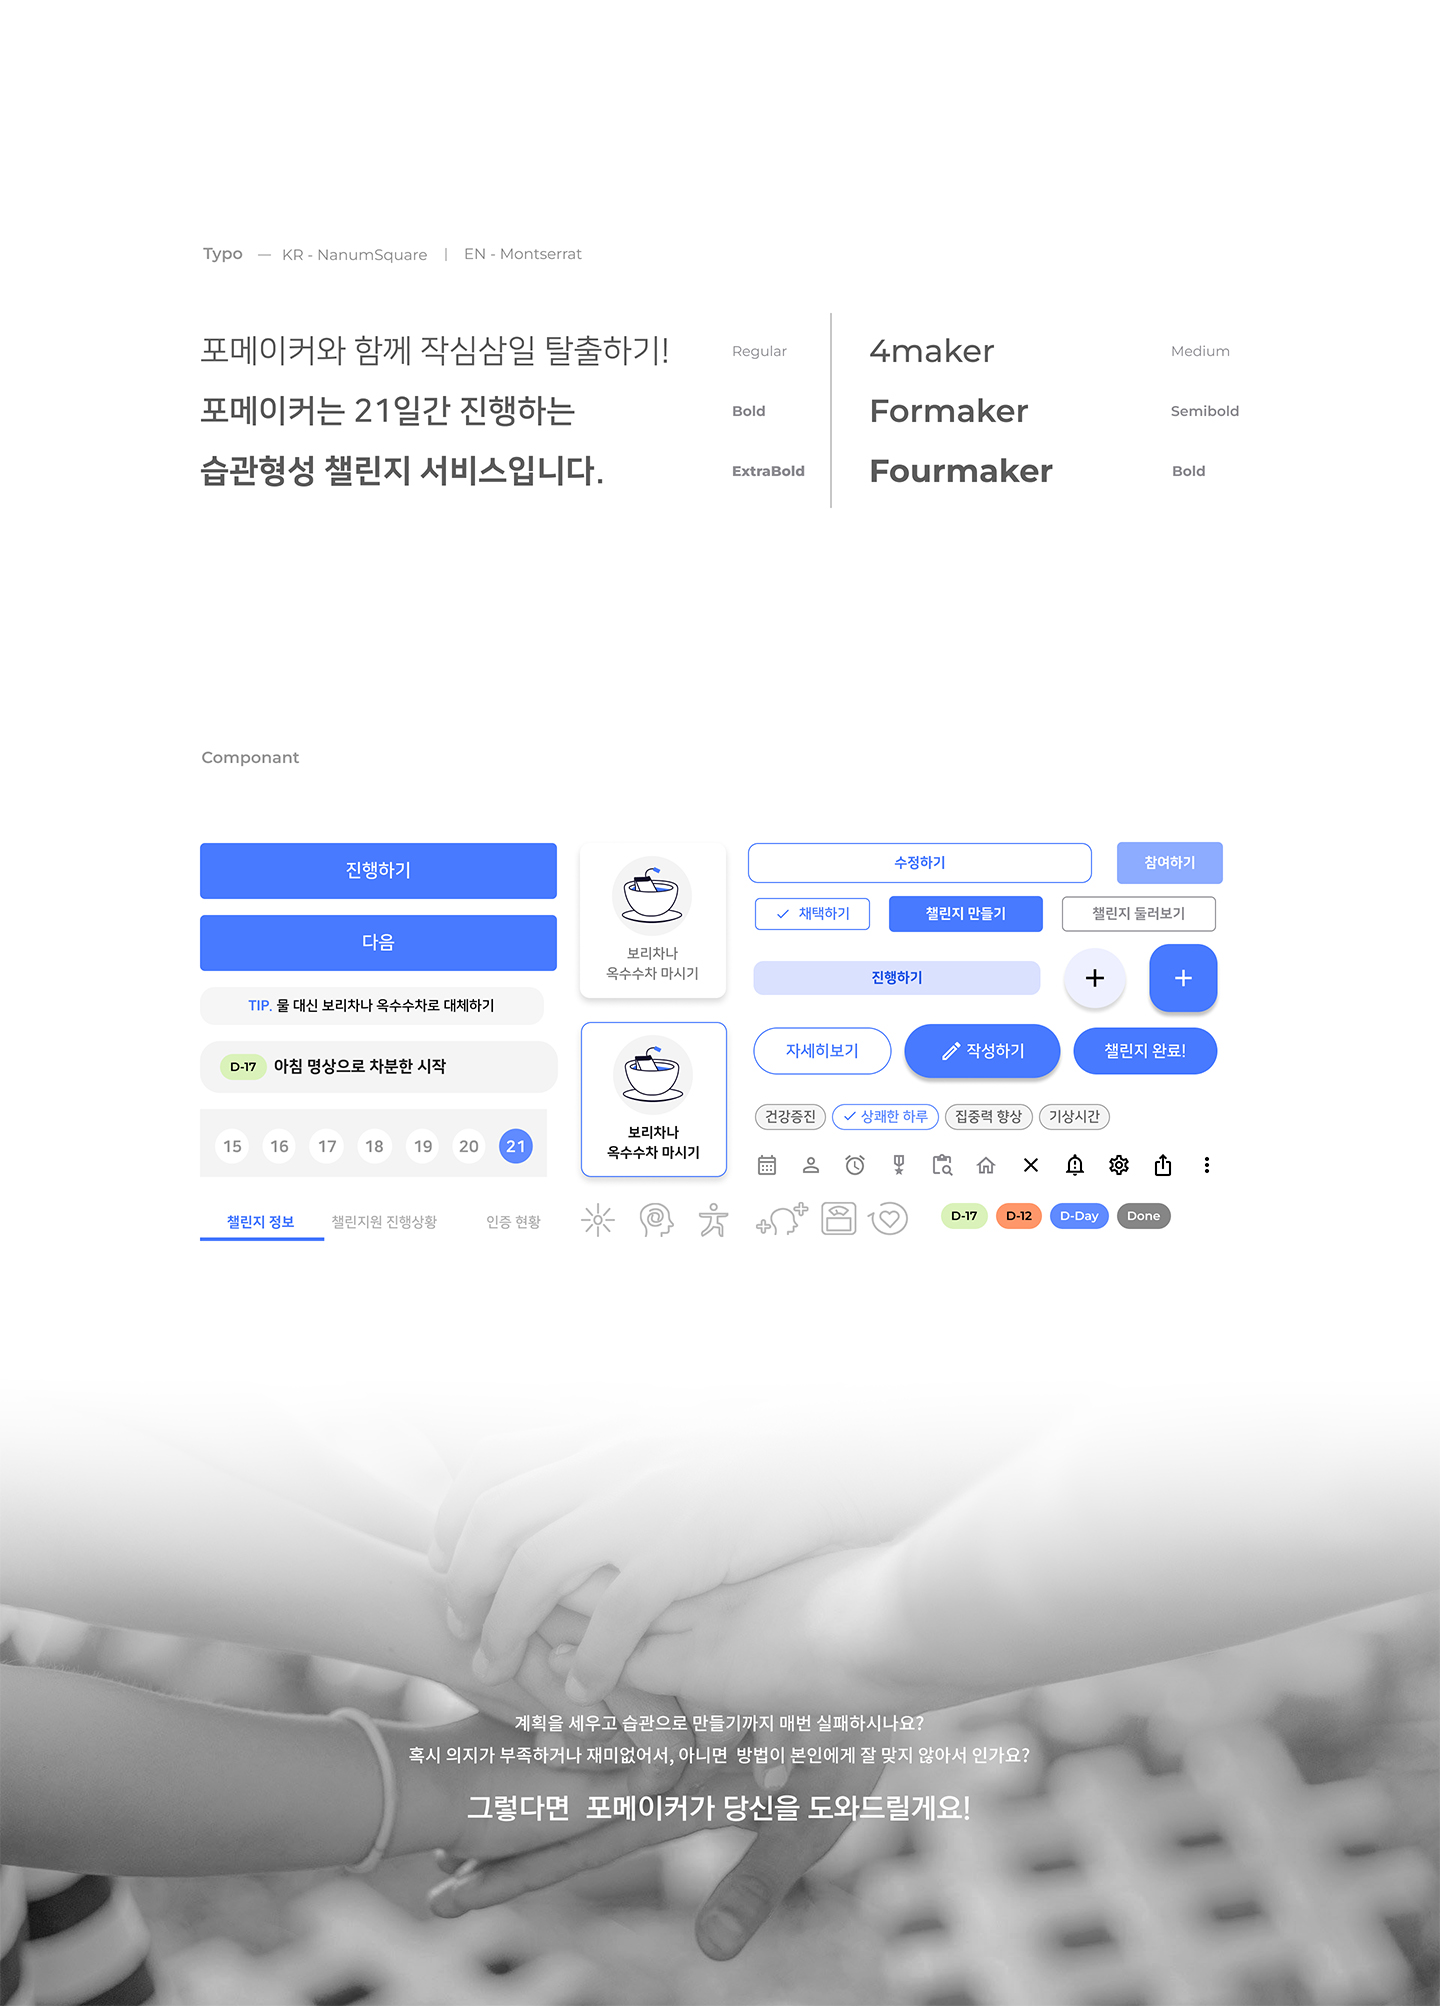 Typo — KR - NanumSquare | EN - Montserrat
포메이커와 함께 작심삼일 탈출하기!
Regular
포메이커는 21일간 진행하는
Bold
습관형성 챌린지 서비스입니다.
ExtraBold
4maker
Medium
Formaker
Semibold
Fourmaker
Bold
Componant
진행하기
다음
TIP. 물 대신 보리차나 옥수수차로 대체하기
D-17 아침 명상으로 차분한 시작
15 16 17 18 19 20 21
챌린지 정보 챌린지원 진행상황 인증 현황
보리차나
옥수수차 마시기
보리차나
옥수수차 마시기
수정하기 참여하기
채택하기 챌린지 만들기 챌린지 둘러보기
진행하기
자세히보기 작성하기 챌린지 완료!
건강증진 상쾌한 하루 집중력 향상 기상시간
D-17 D-12 D-Day Done
계획을 세우고 습관으로 만들기까지 매번 실패하시나요?
혹시 의지가 부족하거나 재미없어서, 아니면 방법이 본인에게 잘 맞지 않아서 인가요?
그렇다면 포메이커가 당신을 도와드릴게요!